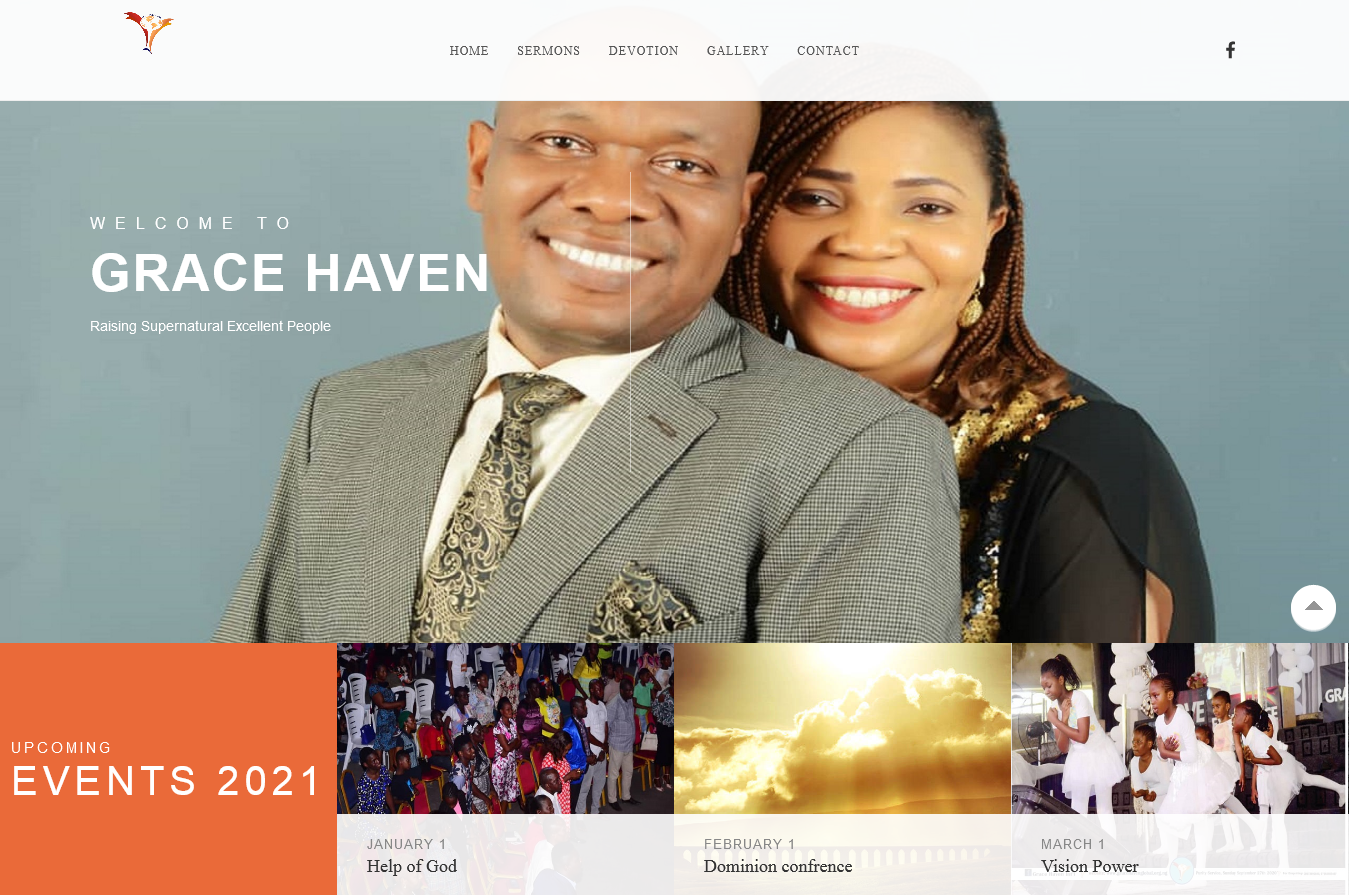 HOME SERMONS DEVOTION GALLERY CONTACT
WELCOME TO
GRACE HAVEN
Raising Supernatural Excellent People
UPCOMING
EVENTS 2021
JANUARY 1
Help of God
FEBRUARY 1
Dominion confrence
MARCH 1
Vision Power